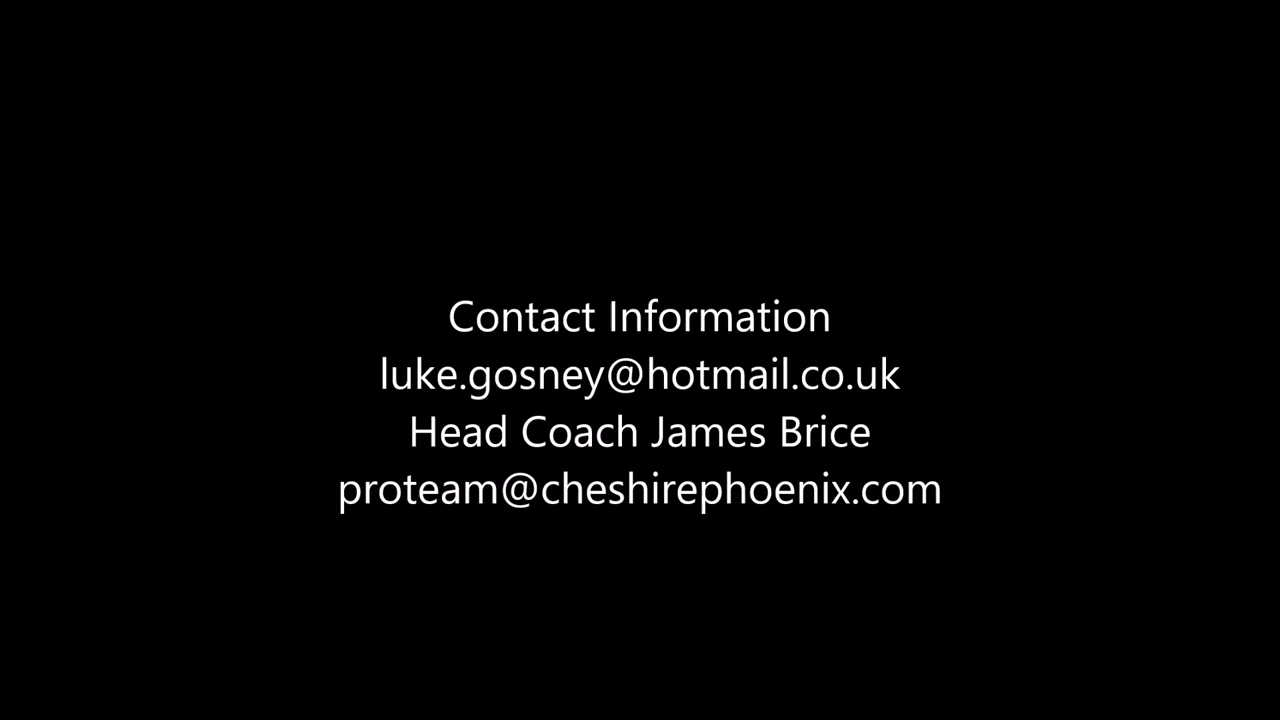 Contact Information
luke.gosney@hotmail.co.uk
Head Coach James Brice
proteam@cheshirephoenix.com